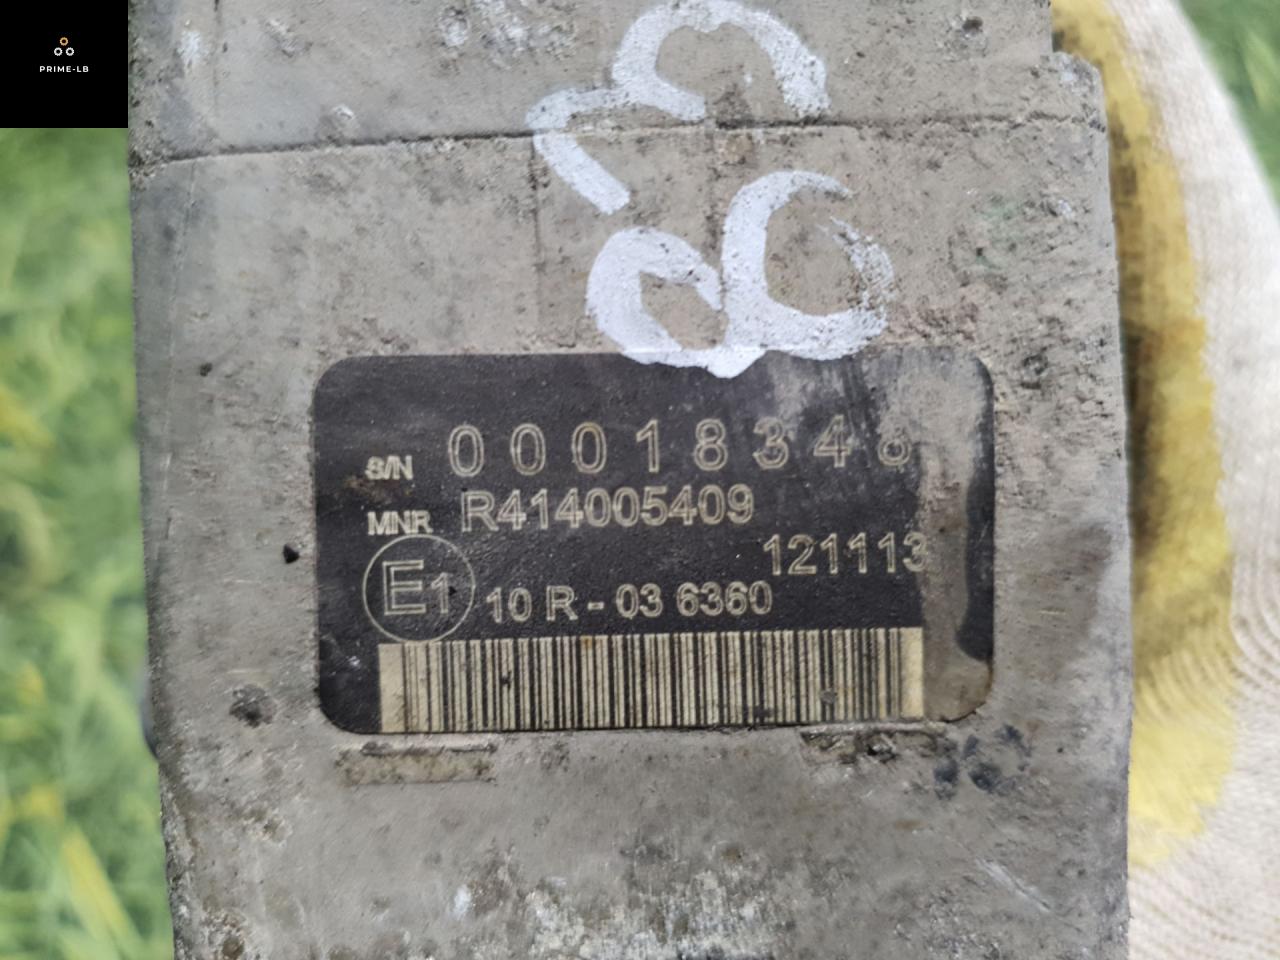 PRIME-LB
S/N 0001834
MNR R414005409
121113
E1 10 R - 03 6360